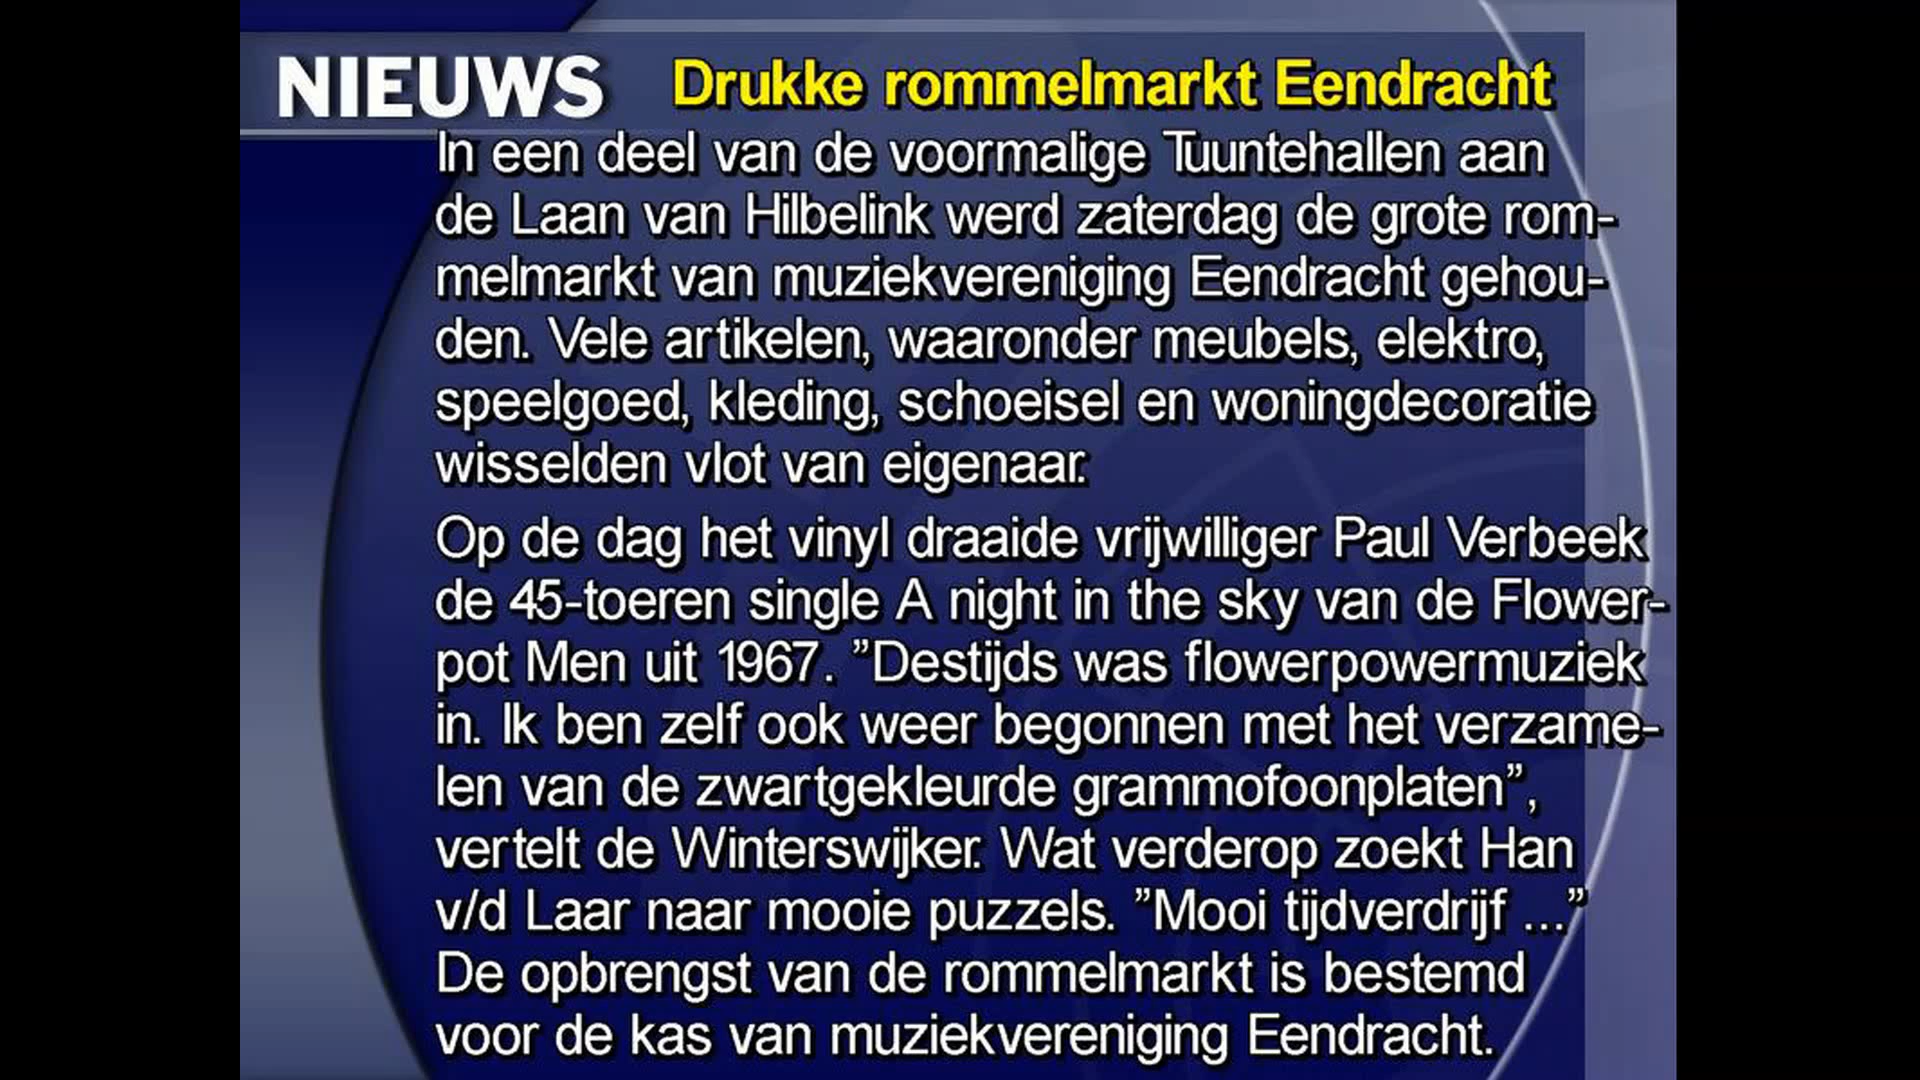 NIEUWS Drukke rommelmarkt Eendracht
In een deel van de voormalige Tuuntehallen aan
de Laan van Hilbelink werd zaterdag de grote rom-
melmarkt van muziekvereniging Eendracht gehou-
den. Vele artikelen, waaronder meubels, elektro,
speelgoed, kleding, schoeisel en woningdecoratie
wisselden vlot van eigenaar.
Op de dag het vinyl draaide vrijwilliger Paul Verbeek
de 45-toeren single A night in the sky van de Flower-
pot Men uit 1967. ”Destijds was flowerpowermuziek
in. Ik ben zelf ook weer begonnen met het verzame-
len van de zwartgekleurde grammofoonplaten”,
vertelt de Winterswijker. Wat verderop zoekt Han
v/d Laar naar mooie puzzels. ”Mooi tijdverdrijf ...”
De opbrengst van de rommelmarkt is bestemd
voor de kas van muziekvereniging Eendracht.